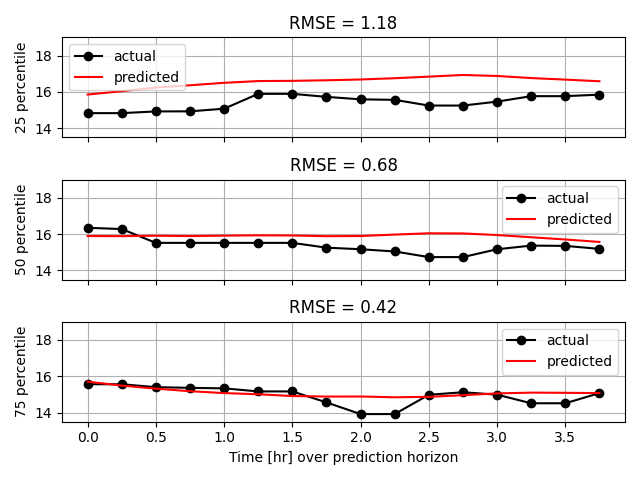 RMSE = 1.18
25 percentile
18
16
14
actual
predicted
RMSE = 0.68
50 percentile
18
16
14
actual
predicted
RMSE = 0.42
75 percentile
18
16
14
actual
predicted
0.0 0.5 1.0 1.5 2.0 2.5 3.0 3.5
Time [hr] over prediction horizon